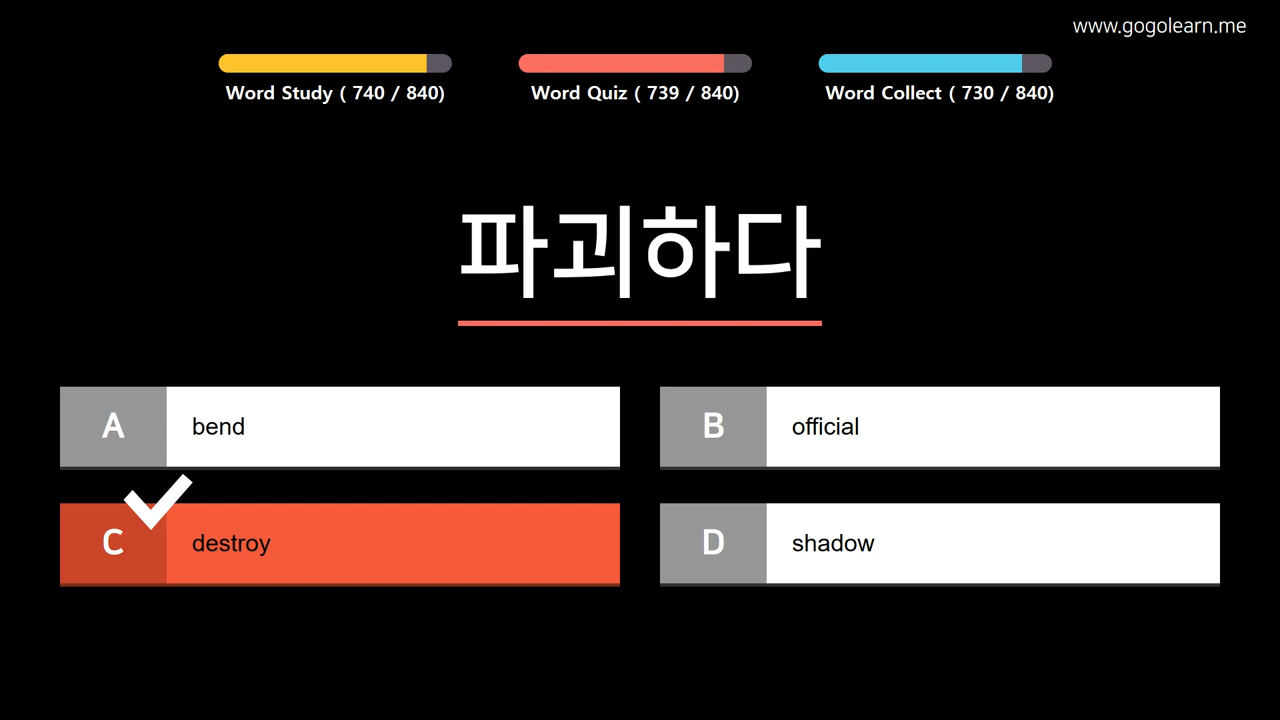 www.gogolearn.me
Word Study ( 740 / 840)
Word Quiz ( 739 / 840)
Word Collect ( 730 / 840)
파괴하다
A bend
B official
C destroy
D shadow